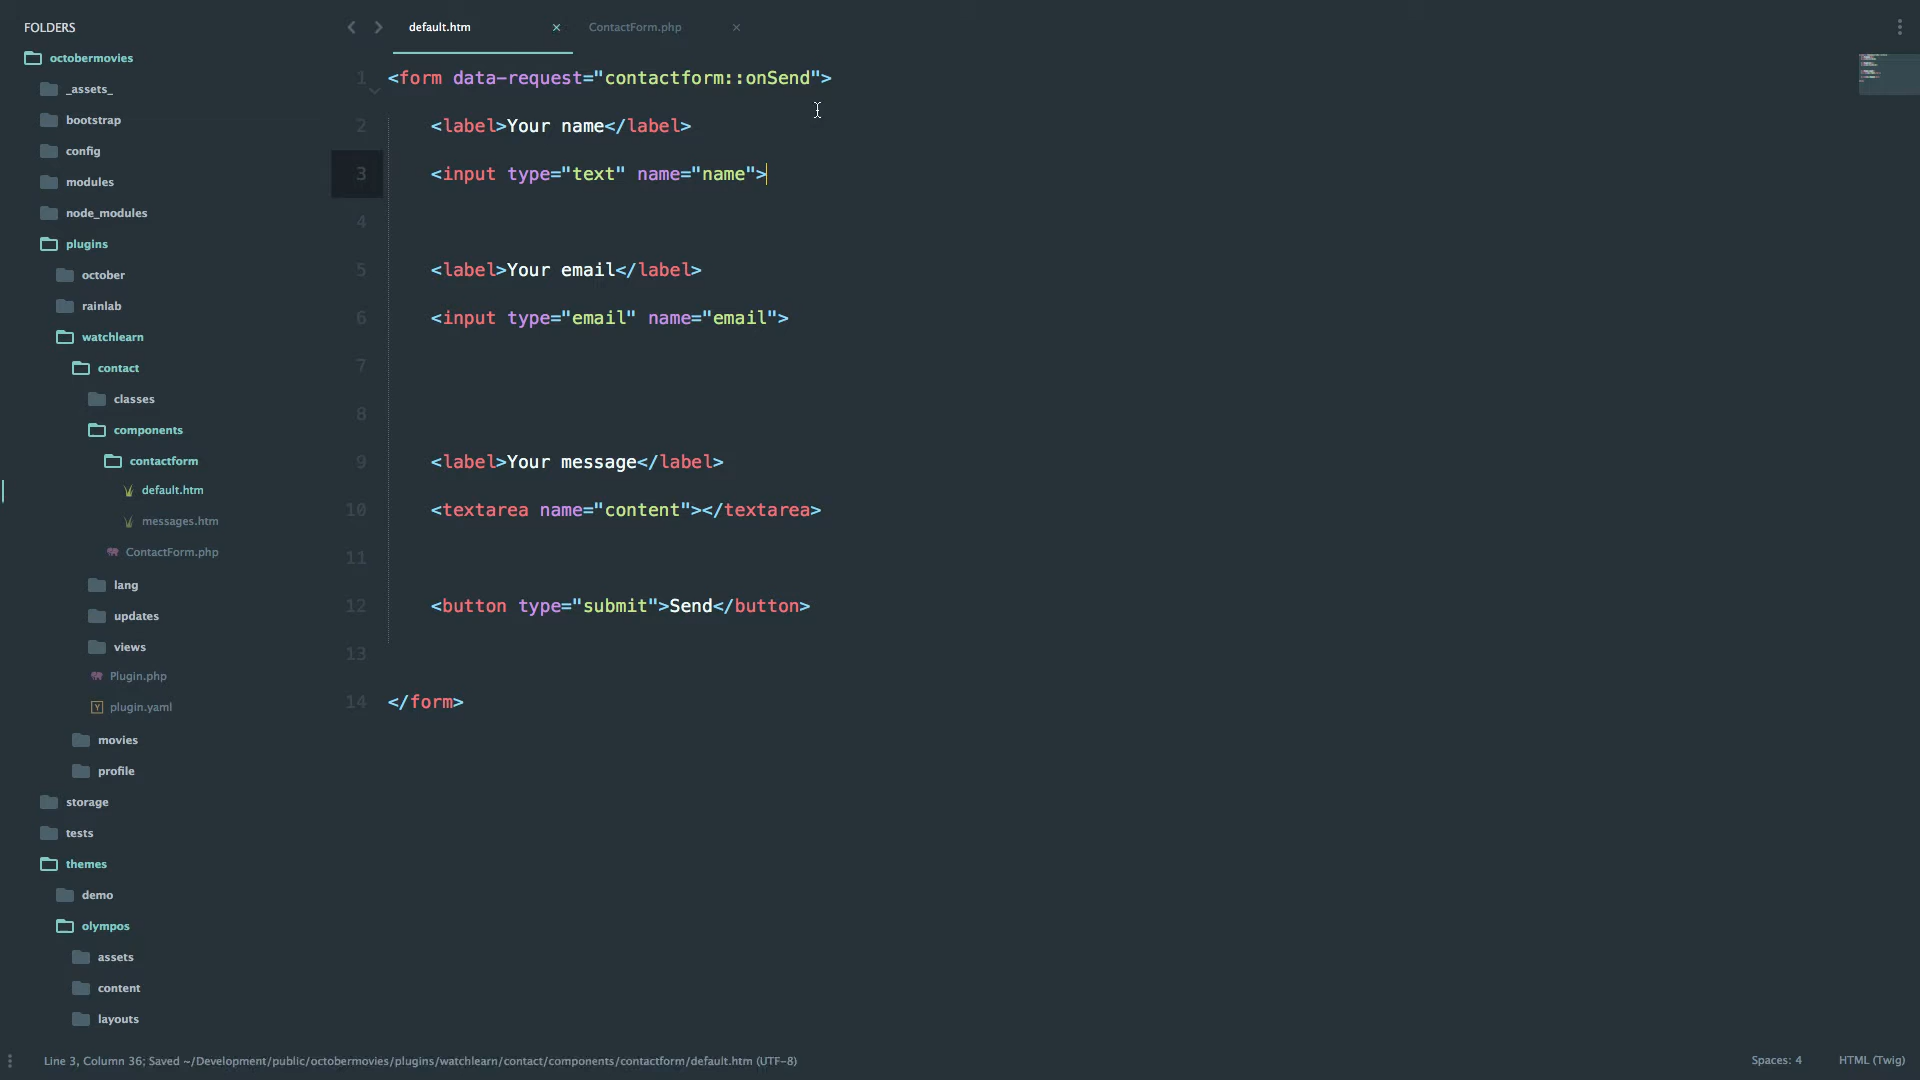 FOLDERS
octobermovies
_assets_
bootstrap
config
modules
node_modules
plugins
october
rainlab
watchlearn
contact
classes
components
contactform
default.htm
messages.htm
ContactForm.php
lang
updates
views
Plugin.php
plugin.yaml
movies
profile
storage
tests
themes
demo
olympos
assets
content
layouts
default.htm × ContactForm.php ×
1 <form data-request="contactform::onSend">
2 <label>Your name</label>
3 <input type="text" name="name">
4
5 <label>Your email</label>
6 <input type="email" name="email">
7
8
9 <label>Your message</label>
10 <textarea name="content"></textarea>
11
12 <button type="submit">Send</button>
13
14 </form>
Line 3, Column 36; Saved ~/Development/public/octobermovies/plugins/watchlearn/contact/components/contactform/default.htm (UTF-8)
Spaces: 4 HTML (Twig)